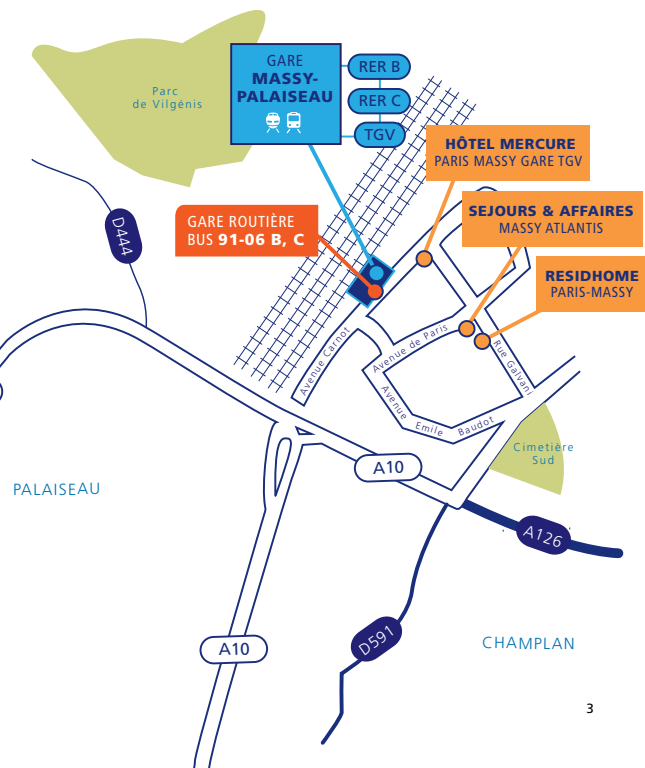 GARE
MASSY-
PALAISEAU
RER B
RER C
TGV
Parc
de Vilgénis
HÔTEL MERCURE
PARIS MASSY GARE TGV
SEJOURS & AFFAIRES
MASSY ATLANTIS
RESIDHOME
PARIS-MASSY
GARE ROUTIÈRE
BUS 91-06 B, C
D444
Avenue Carnot
Avenue de Paris
Rue Galvani
Avenue Emile Baudot
Cimetière
Sud
A10
PALAISEAU
A126
D591
A10
CHAMPLAN
3